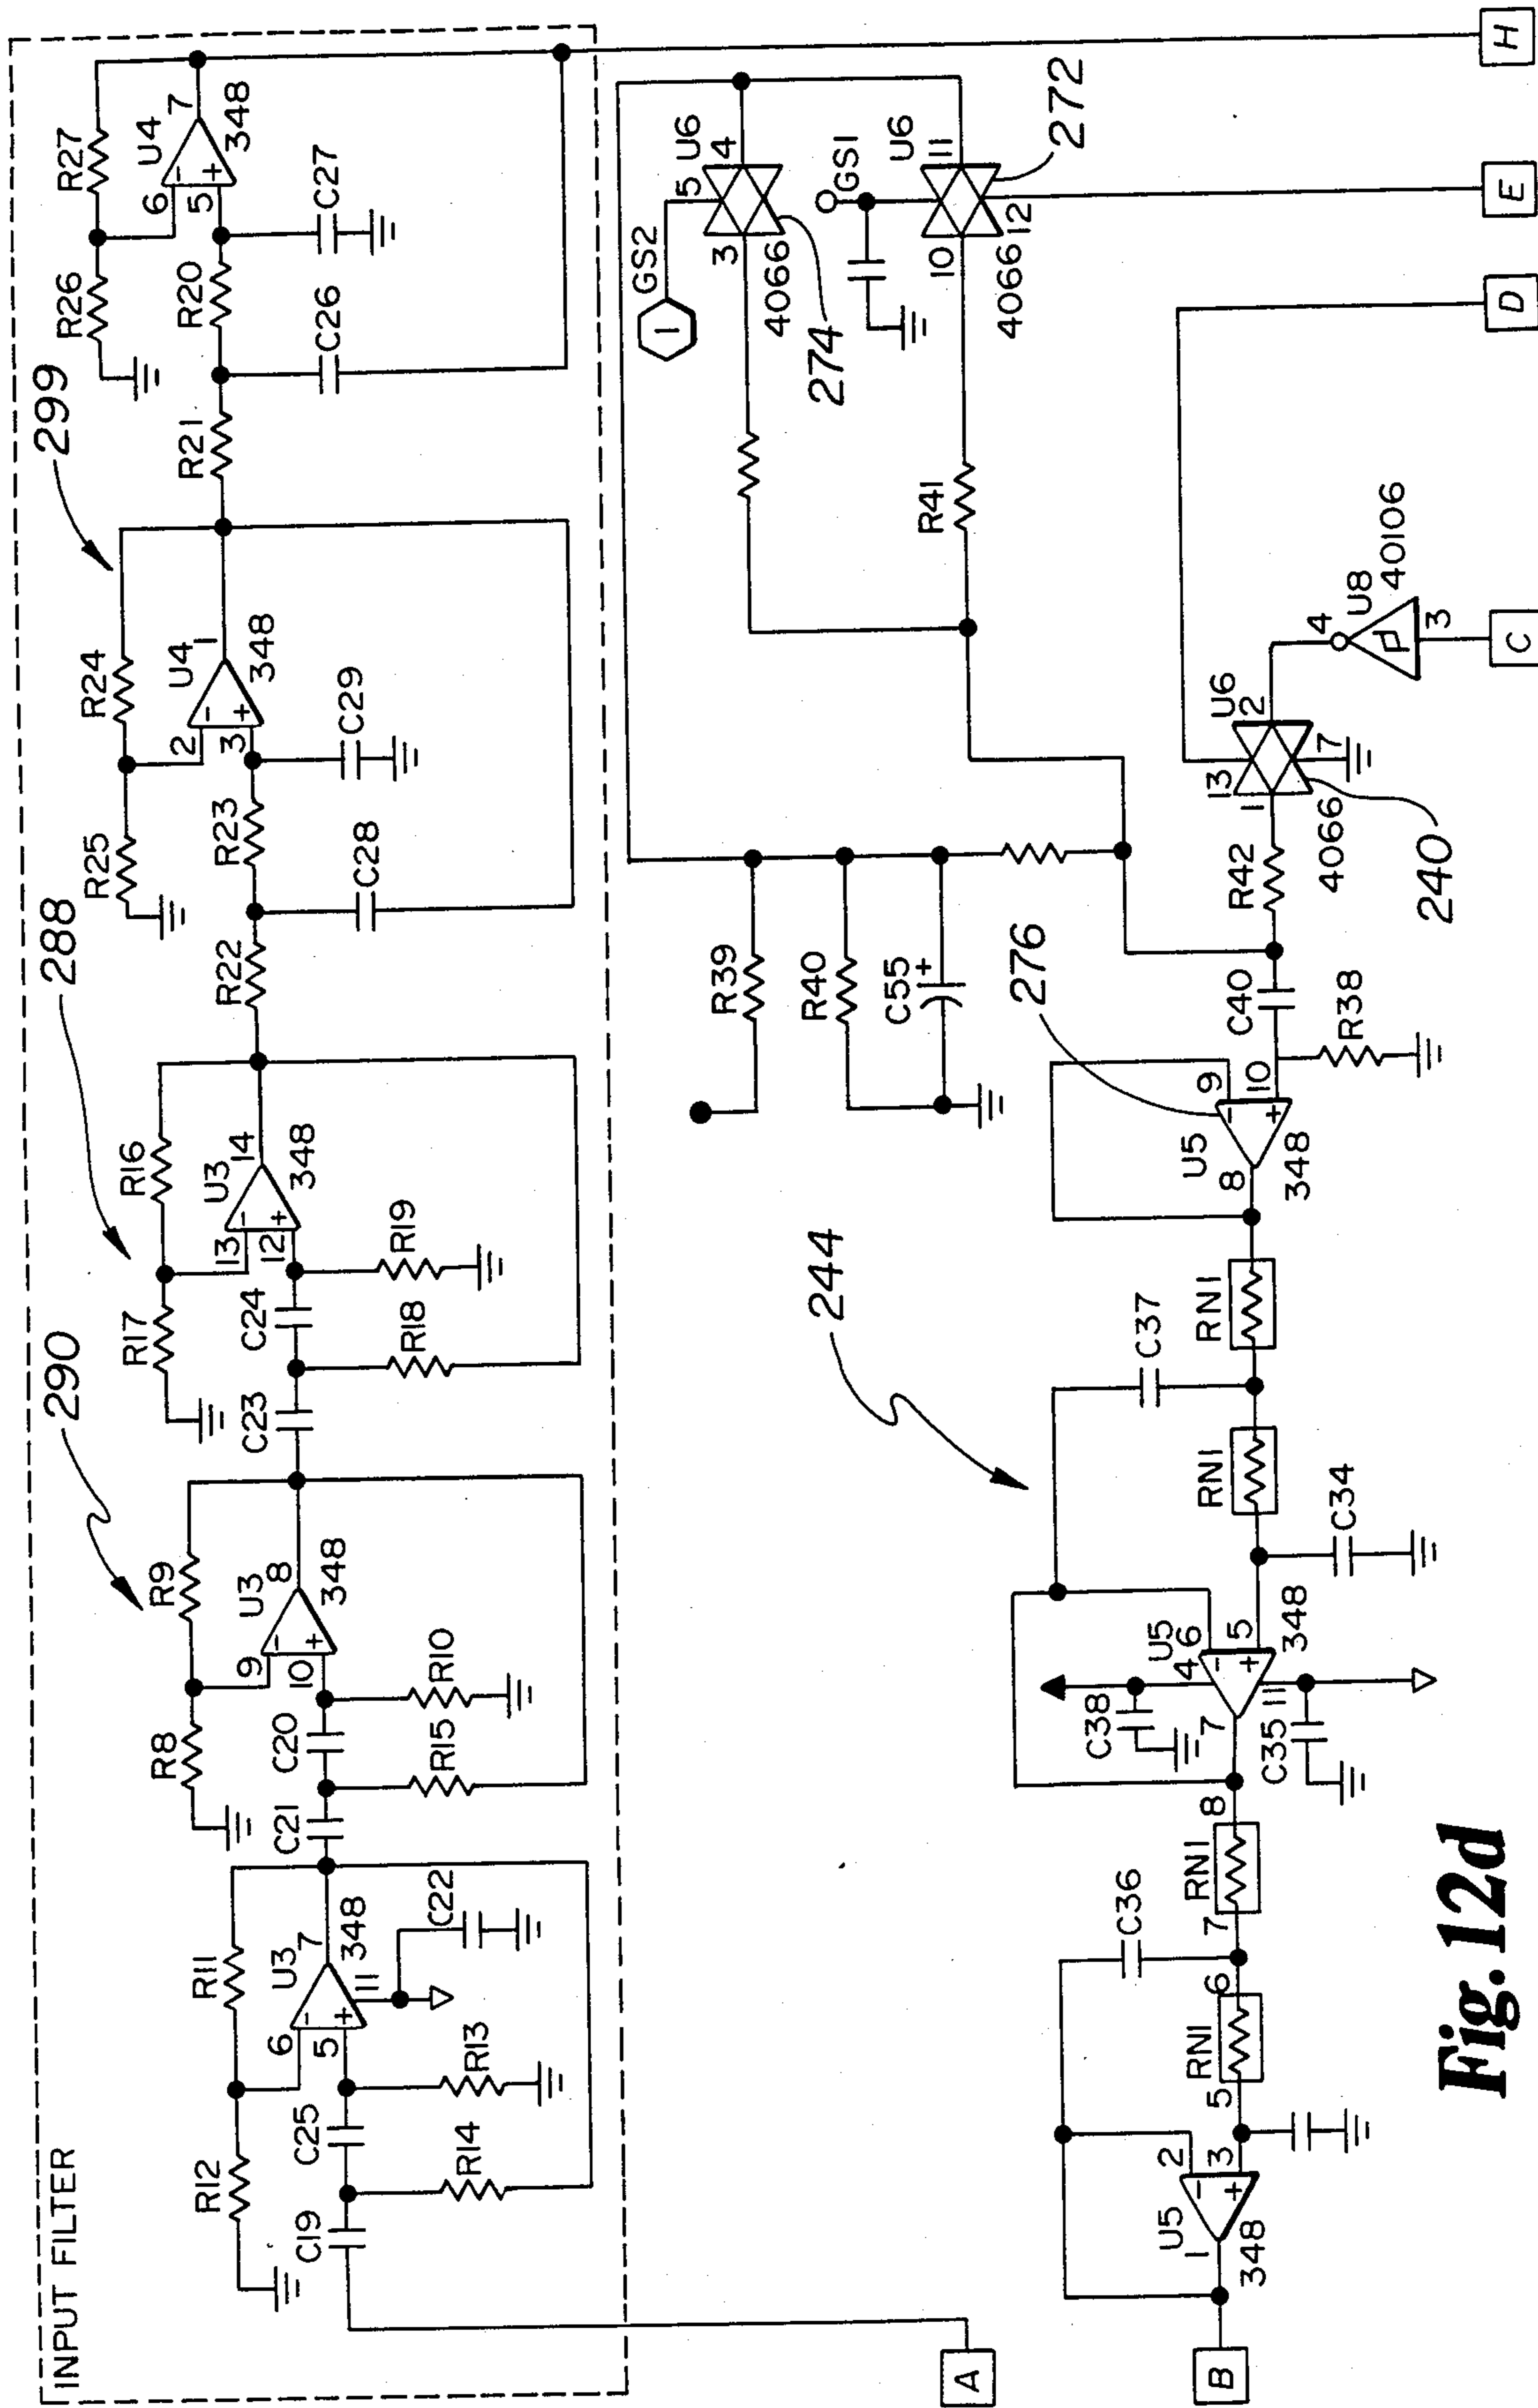 INPUT FILTER
290
288
299
R12
R11
R8
R9
R17
R16
R25
R24
R26
R27
U3
6
5
7
348
11
C22
C19
C25
R14
R13
C21
C20
R15
R10
U3
9
10
8
348
C23
C24
R18
R19
U3
13
12
14
348
R22
R23
C28
C29
U4
2
3
1
348
R21
R20
C26
C27
U4
6
5
7
348
A
R39
R40
C55
+
GS2
1
5
U6
3
4
4066
274
GS1
U6
10
11
12
4066
272
R41
244
276
B
U5
1
2
3
348
5
RN1
6
C36
7
RN1
8
C38
C35
U5
4
6
7
5
11
348
C34
RN1
C37
RN1
U5
8
9
10
348
C40
R38
R42
U6
13
1
2
7
4066
240
4
U8
40106
3
C
D
E
H
Fig. 12d